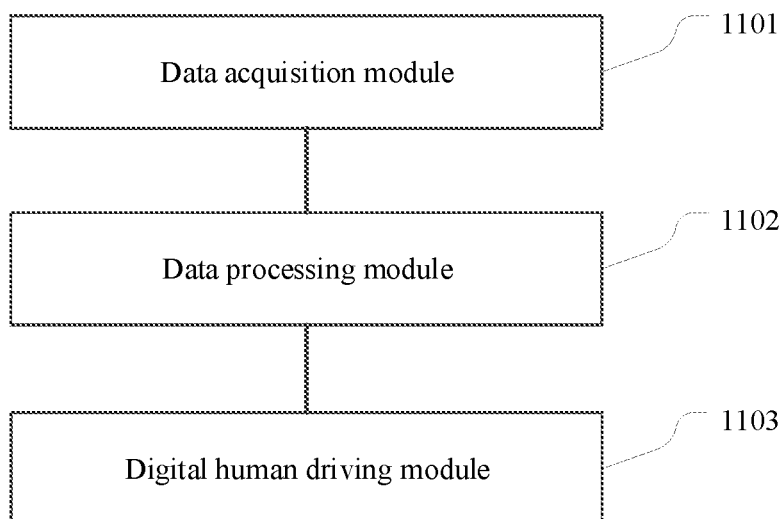 1101
Data acquisition module
1102
Data processing module
1103
Digital human driving module